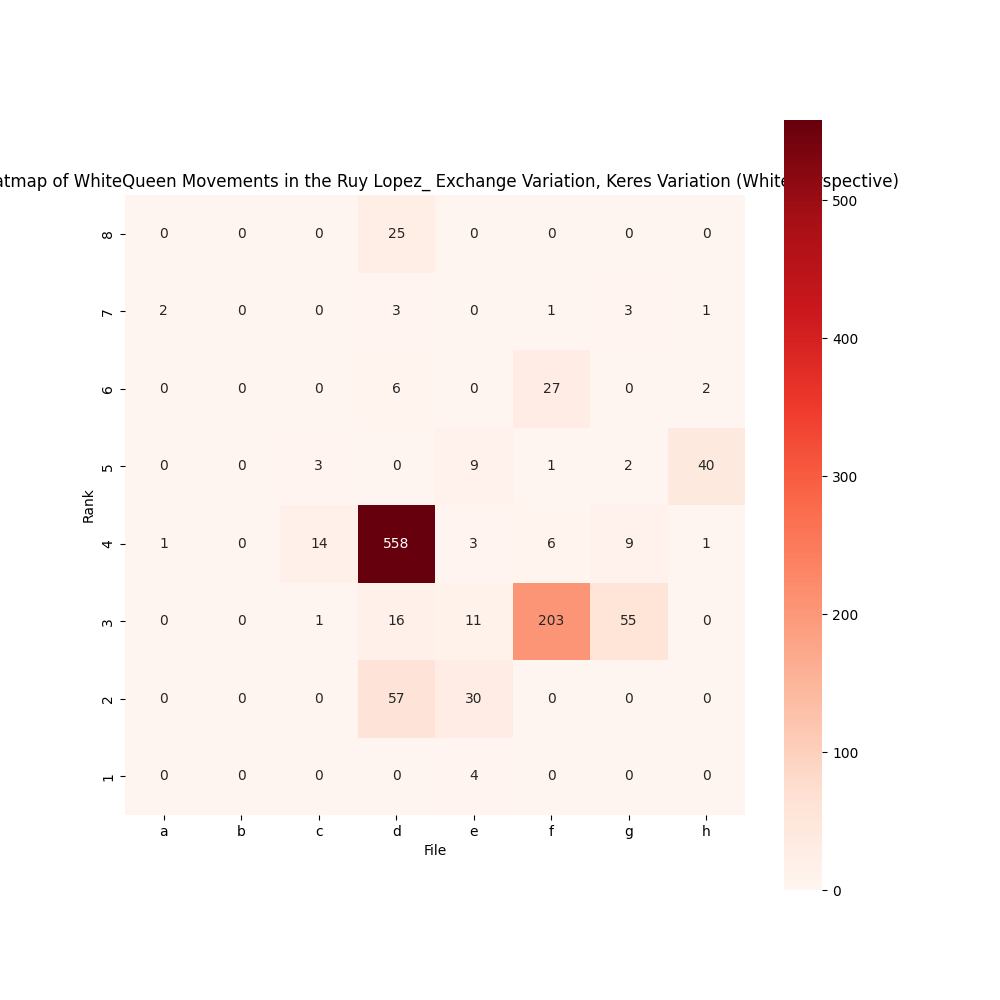 atmap of WhiteQueen Movements in the Ruy Lopez_ Exchange Variation, Keres Variation (White rspective)
8 0 0 0 25 0 0 0 0
7 2 0 0 3 0 1 3 1
6 0 0 0 6 0 27 0 2
5 0 0 3 0 9 1 2 40
4 1 0 14 558 3 6 9 1
3 0 0 1 16 11 203 55 0
2 0 0 0 57 30 0 0 0
1 0 0 0 0 4 0 0 0
a b c d e f g h
File
Rank
500
400
300
200
100
0